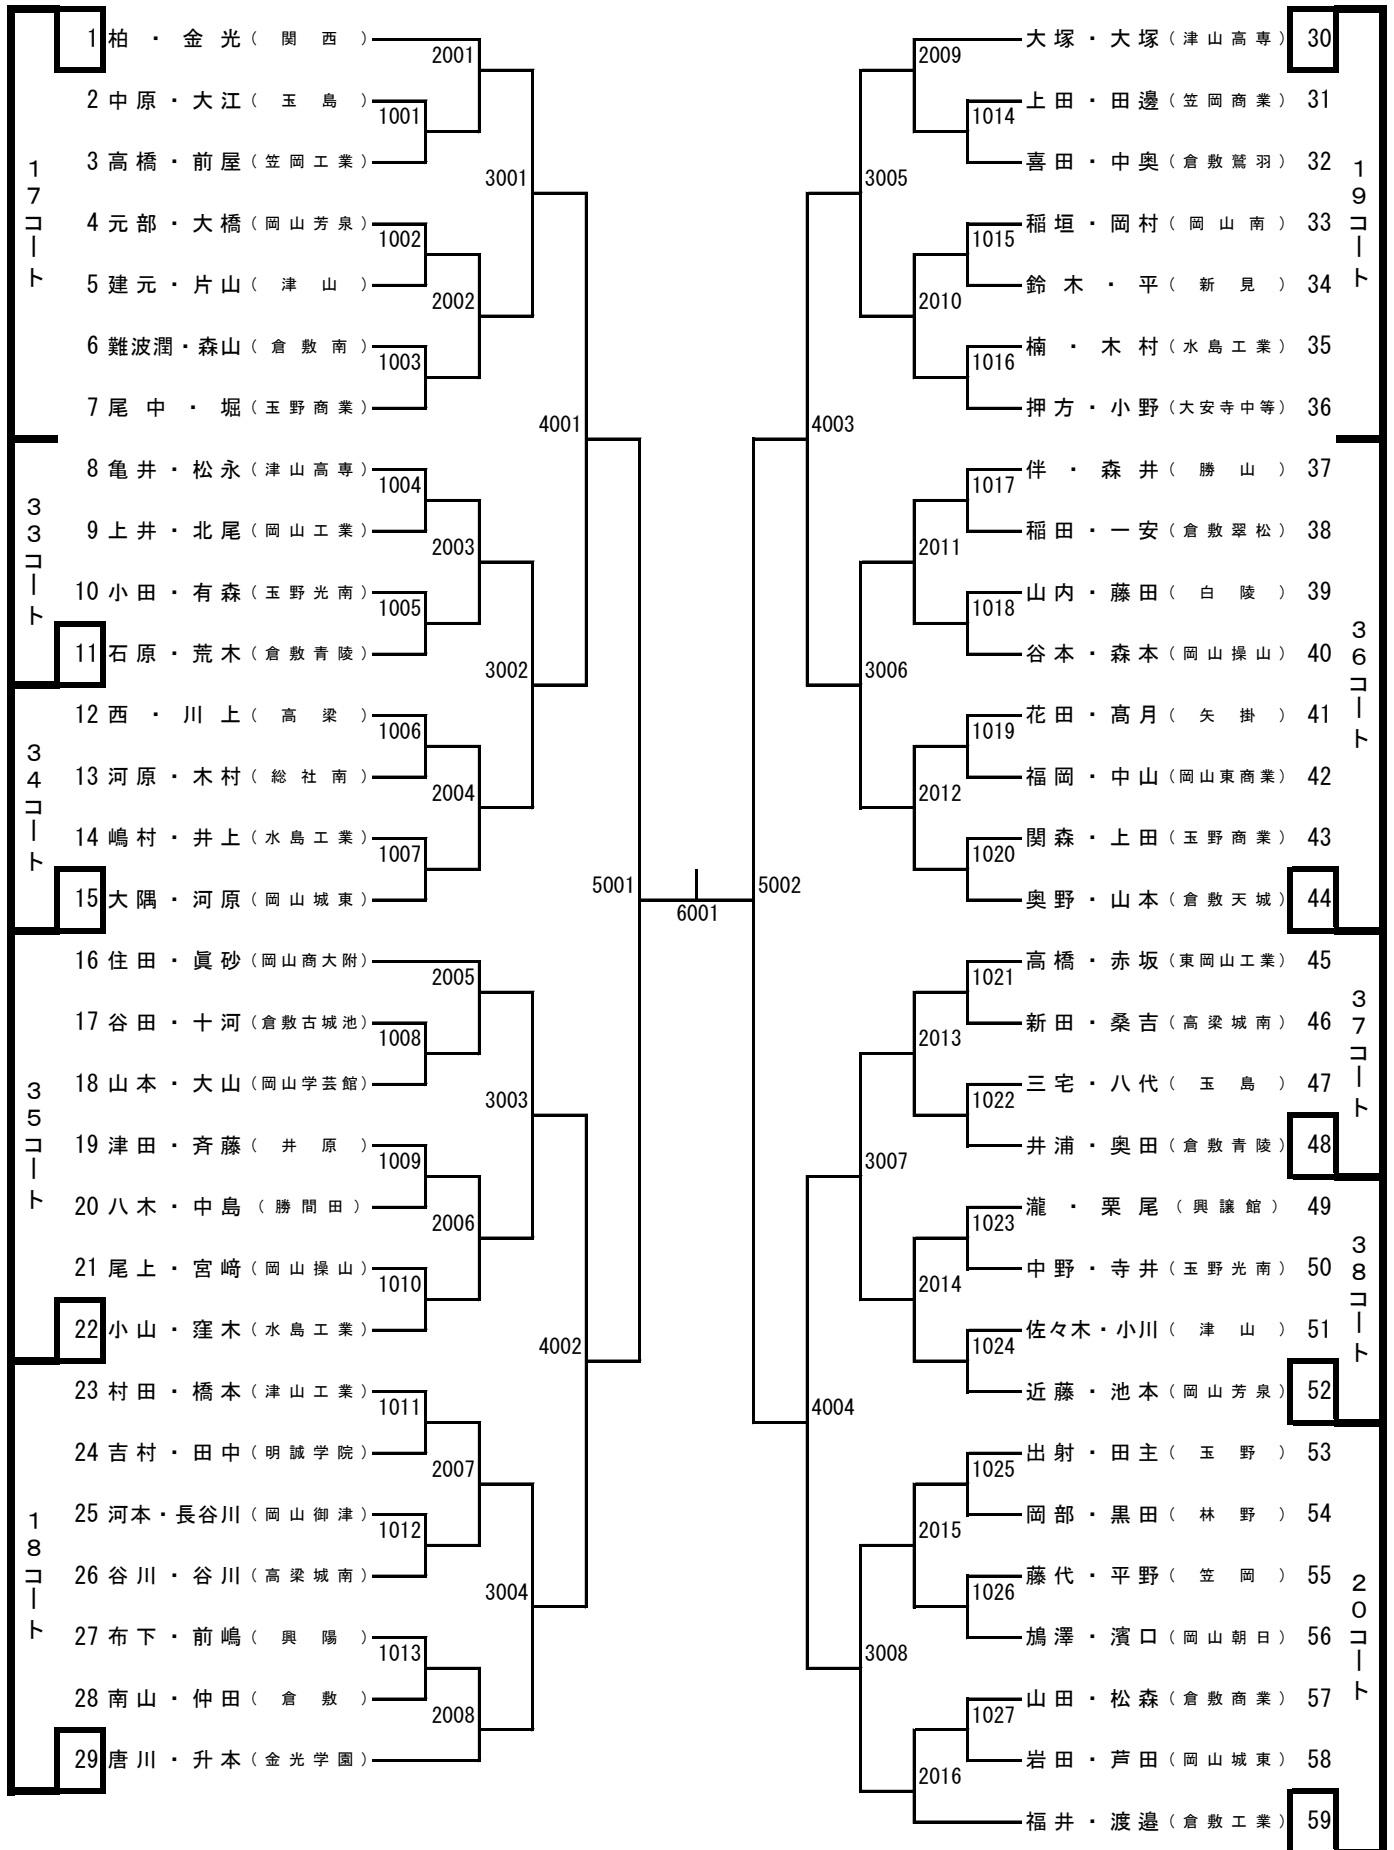 17コート
1 柏・金光（関西）
2 中原・大江（玉島）
3 高橋・前屋（笠岡工業）
4 元部・大橋（岡山芳泉）
5 建元・片山（津山）
6 難波潤・森山（倉敷南）
7 尾中・堀（玉野商業）
33コート
8 亀井・松永（津山高専）
9 上井・北尾（岡山工業）
10 小田・有森（玉野光南）
11 石原・荒木（倉敷青陵）
34コート
12 西・川上（高梁）
13 河原・木村（総社南）
14 嶋村・井上（水島工業）
15 大隅・河原（岡山城東）
35コート
16 住田・眞砂（岡山商大附）
17 谷田・十河（倉敷古城池）
18 山本・大山（岡山学芸館）
19 津田・斉藤（井原）
20 八木・中島（勝間田）
21 尾上・宮﨑（岡山操山）
22 小山・窪木（水島工業）
18コート
23 村田・橋本（津山工業）
24 吉村・田中（明誠学院）
25 河本・長谷川（岡山御津）
26 谷川・谷川（高梁城南）
27 布下・前嶋（興陽）
28 南山・仲田（倉敷）
29 唐川・升本（金光学園）
2001
1001
3001
1002
2002
1003
4001
1004
2003
1005
3002
1006
2004
1007
5001
2005
1008
3003
1009
2006
1010
4002
1011
2007
1012
3004
1013
2008
6001
5002
2009
1014
3005
1015
2010
1016
4003
1017
2011
1018
3006
1019
2012
1020
1021
2013
1022
3007
1023
2014
1024
4004
1025
2015
1026
3008
1027
2016
大塚・大塚（津山高専） 30
上田・田邊（笠岡商業） 31
喜田・中奥（倉敷鷲羽） 32
稲垣・岡村（岡山南） 33
鈴木・平（新見） 34
楠・木村（水島工業） 35
押方・小野（大安寺中等） 36
19コート
伴・森井（勝山） 37
稲田・一安（倉敷翠松） 38
山内・藤田（白陵） 39
谷本・森本（岡山操山） 40
花田・髙月（矢掛） 41
福岡・中山（岡山東商業） 42
関森・上田（玉野商業） 43
奥野・山本（倉敷天城） 44
36コート
高橋・赤坂（東岡山工業） 45
新田・桑吉（高梁城南） 46
三宅・八代（玉島） 47
井浦・奥田（倉敷青陵） 48
37コート
瀧・栗尾（興譲館） 49
中野・寺井（玉野光南） 50
佐々木・小川（津山） 51
近藤・池本（岡山芳泉） 52
38コート
出射・田主（玉野） 53
岡部・黒田（林野） 54
藤代・平野（笠岡） 55
鴆澤・濱口（岡山朝日） 56
山田・松森（倉敷商業） 57
岩田・芦田（岡山城東） 58
福井・渡邉（倉敷工業） 59
20コート